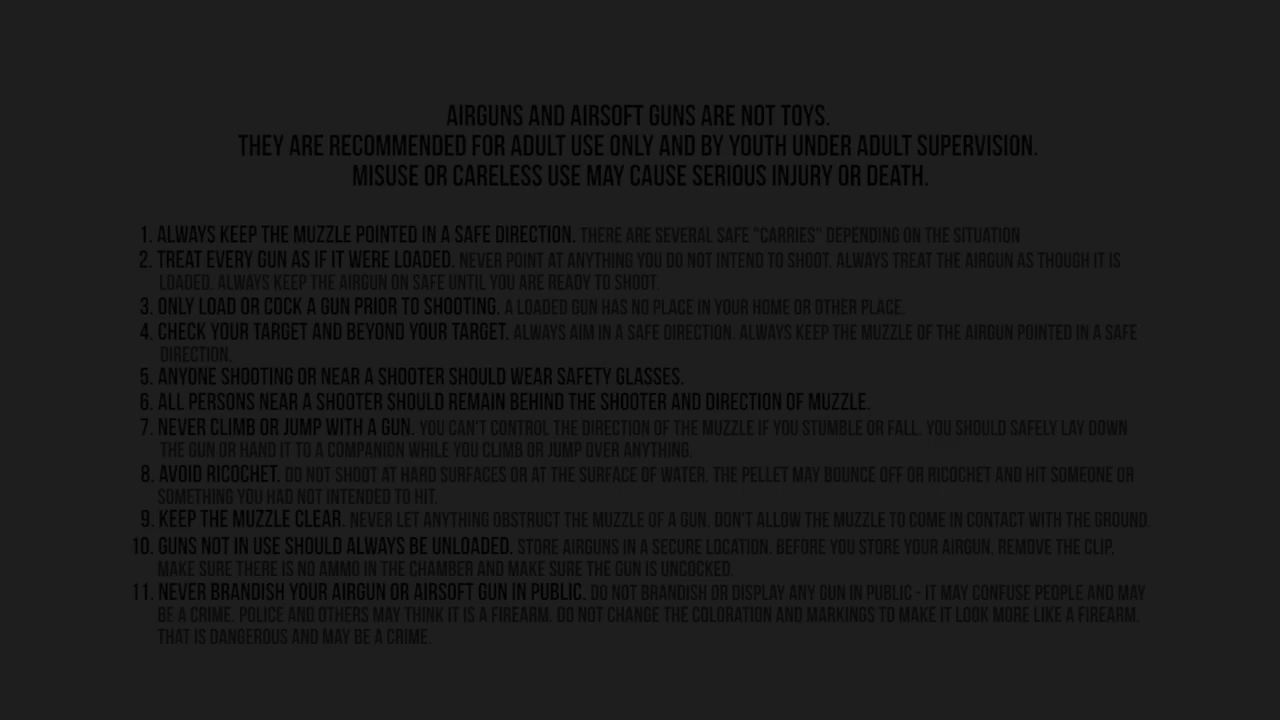 AIRGUNS AND AIRSOFT GUNS ARE NOT TOYS.
THEY ARE RECOMMENDED FOR ADULT USE ONLY AND BY YOUTH UNDER ADULT SUPERVISION.
MISUSE OR CARELESS USE MAY CAUSE SERIOUS INJURY OR DEATH.
1. ALWAYS KEEP THE MUZZLE POINTED IN A SAFE DIRECTION. THERE ARE SEVERAL SAFE "CARRIES" DEPENDING ON THE SITUATION
2. TREAT EVERY GUN AS IF IT WERE LOADED. NEVER POINT AT ANYTHING YOU DO NOT INTEND TO SHOOT. ALWAYS TREAT THE AIRGUN AS THOUGH IT IS
LOADED. ALWAYS KEEP THE AIRGUN ON SAFE UNTIL YOU ARE READY TO SHOOT.
3. ONLY LOAD OR COCK A GUN PRIOR TO SHOOTING. A LOADED GUN HAS NO PLACE IN YOUR HOME OR OTHER PLACE.
4. CHECK YOUR TARGET AND BEYOND YOUR TARGET. ALWAYS AIM IN A SAFE DIRECTION. ALWAYS KEEP THE MUZZLE OF THE AIRGUN POINTED IN A SAFE
DIRECTION.
5. ANYONE SHOOTING OR NEAR A SHOOTER SHOULD WEAR SAFETY GLASSES.
6. ALL PERSONS NEAR A SHOOTER SHOULD REMAIN BEHIND THE SHOOTER AND DIRECTION OF MUZZLE.
7. NEVER CLIMB OR JUMP WITH A GUN. YOU CAN'T CONTROL THE DIRECTION OF THE MUZZLE IF YOU STUMBLE OR FALL. YOU SHOULD SAFELY LAY DOWN
THE GUN OR HAND IT TO A COMPANION WHILE YOU CLIMB OR JUMP OVER ANYTHING.
8. AVOID RICOCHET. DO NOT SHOOT AT HARD SURFACES OR AT THE SURFACE OF WATER. THE PELLET MAY BOUNCE OFF OR RICOCHET AND HIT SOMEONE OR
SOMETHING YOU HAD NOT INTENDED TO HIT.
9. KEEP THE MUZZLE CLEAR. NEVER LET ANYTHING OBSTRUCT THE MUZZLE OF A GUN. DON'T ALLOW THE MUZZLE TO COME IN CONTACT WITH THE GROUND.
10. GUNS NOT IN USE SHOULD ALWAYS BE UNLOADED. STORE AIRGUNS IN A SECURE LOCATION. BEFORE YOU STORE YOUR AIRGUN, REMOVE THE CLIP,
MAKE SURE THERE IS NO AMMO IN THE CHAMBER AND MAKE SURE THE GUN IS UNCOCKED.
11. NEVER BRANDISH YOUR AIRGUN OR AIRSOFT GUN IN PUBLIC. DO NOT BRANDISH OR DISPLAY ANY GUN IN PUBLIC - IT MAY CONFUSE PEOPLE AND MAY
BE A CRIME. POLICE AND OTHERS MAY THINK IT IS A FIREARM. DO NOT CHANGE THE COLORATION AND MARKINGS TO MAKE IT LOOK MORE LIKE A FIREARM.
THAT IS DANGEROUS AND MAY BE A CRIME.